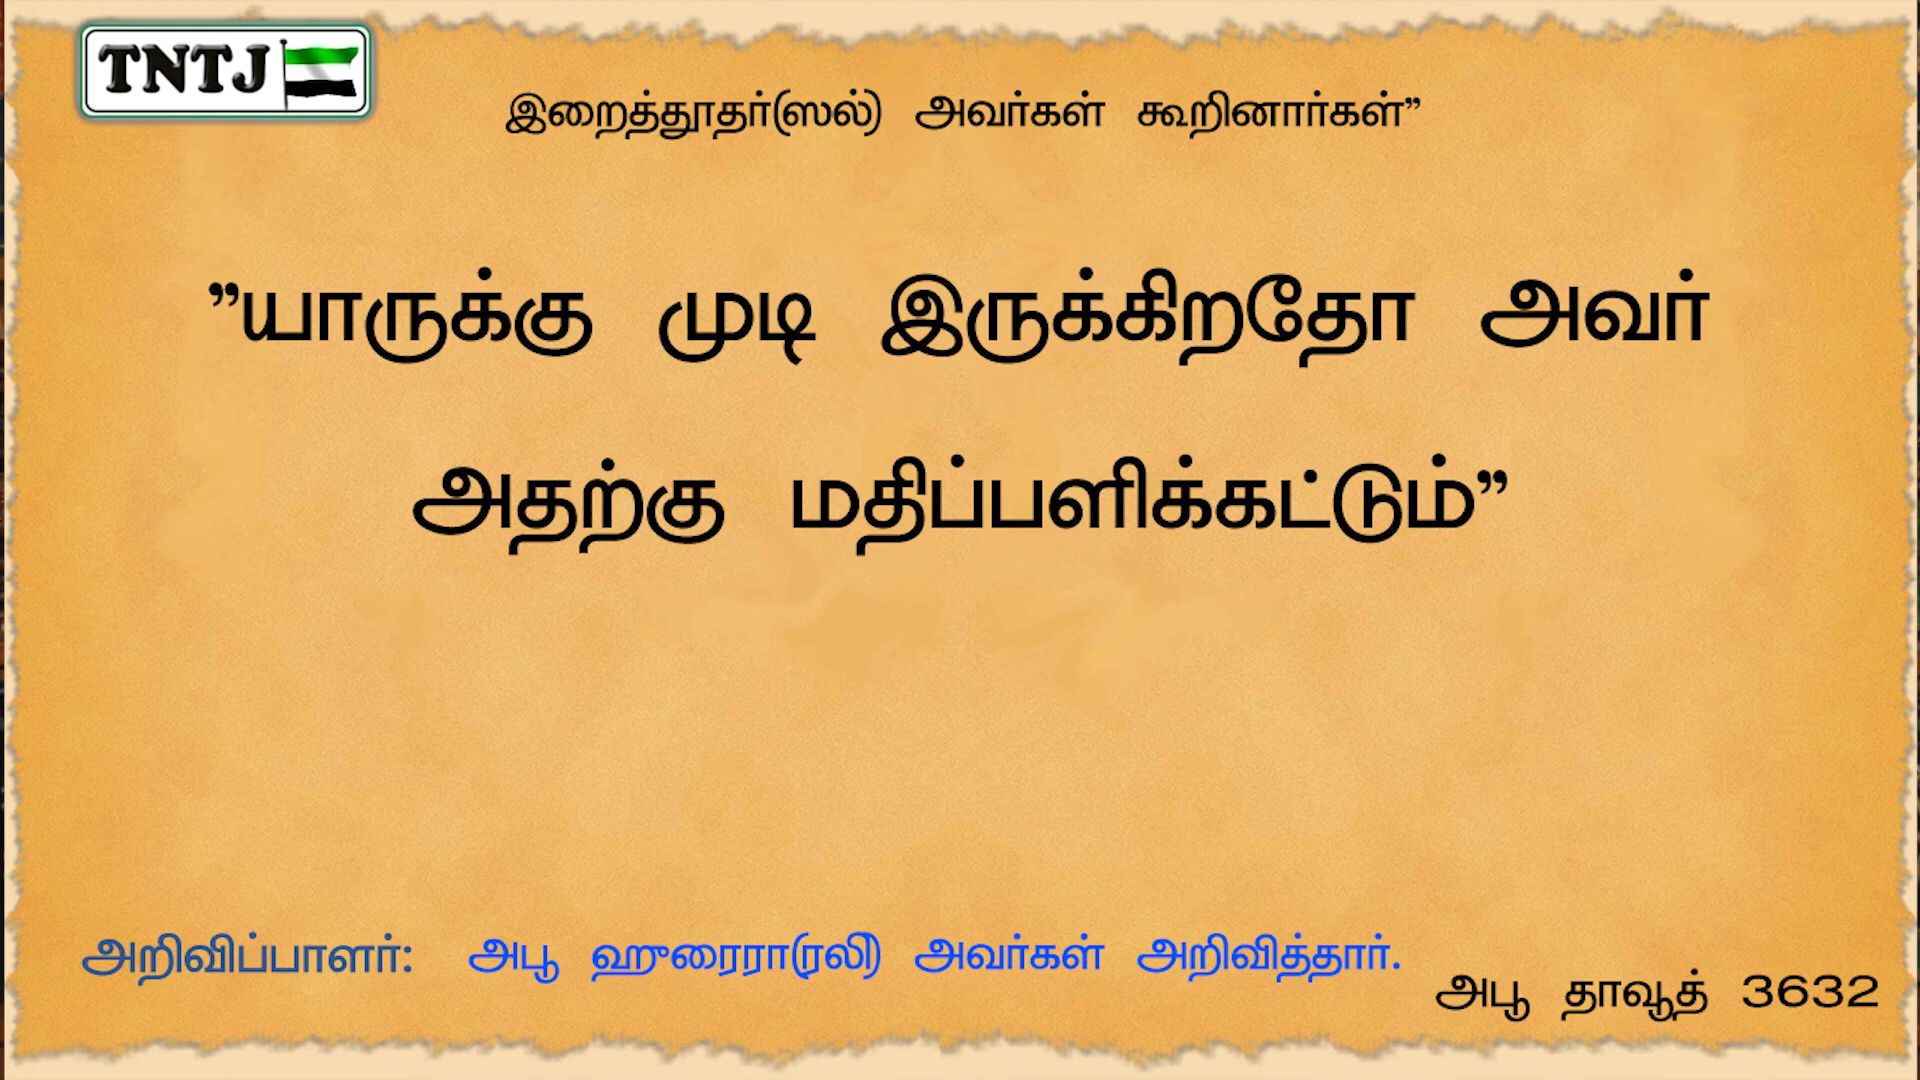 TNTJ
இறைத்தூதர்(ஸல்) அவர்கள் கூறினார்கள்”
”யாருக்கு முடி இருக்கிறதோ அவர்
அதற்கு மதிப்பளிக்கட்டும்”
அறிவிப்பாளர்: அபூ ஹுரைரா(ரலி) அவர்கள் அறிவித்தார்.
அபூ தாவூத் 3632